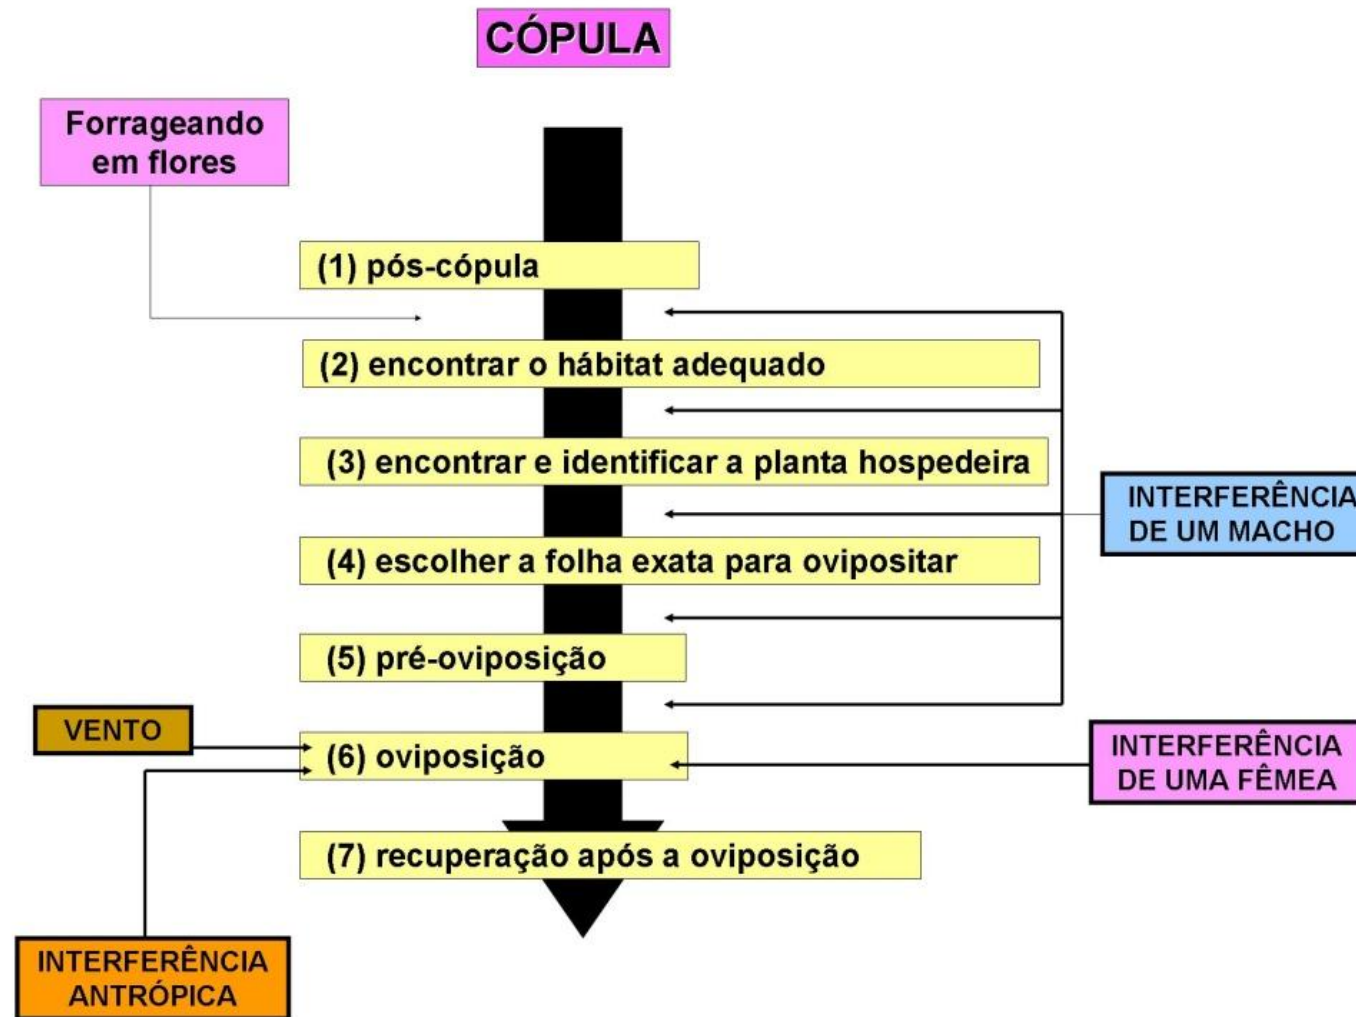 CÓPULA
Forrageando
em flores
(1) pós-cópula
(2) encontrar o hábitat adequado
(3) encontrar e identificar a planta hospedeira
INTERFERÊNCIA
DE UM MACHO
(4) escolher a folha exata para ovipositar
(5) pré-oviposição
VENTO
(6) oviposição
INTERFERÊNCIA
DE UMA FÊMEA
(7) recuperação após a oviposição
INTERFERÊNCIA
ANTRÓPICA